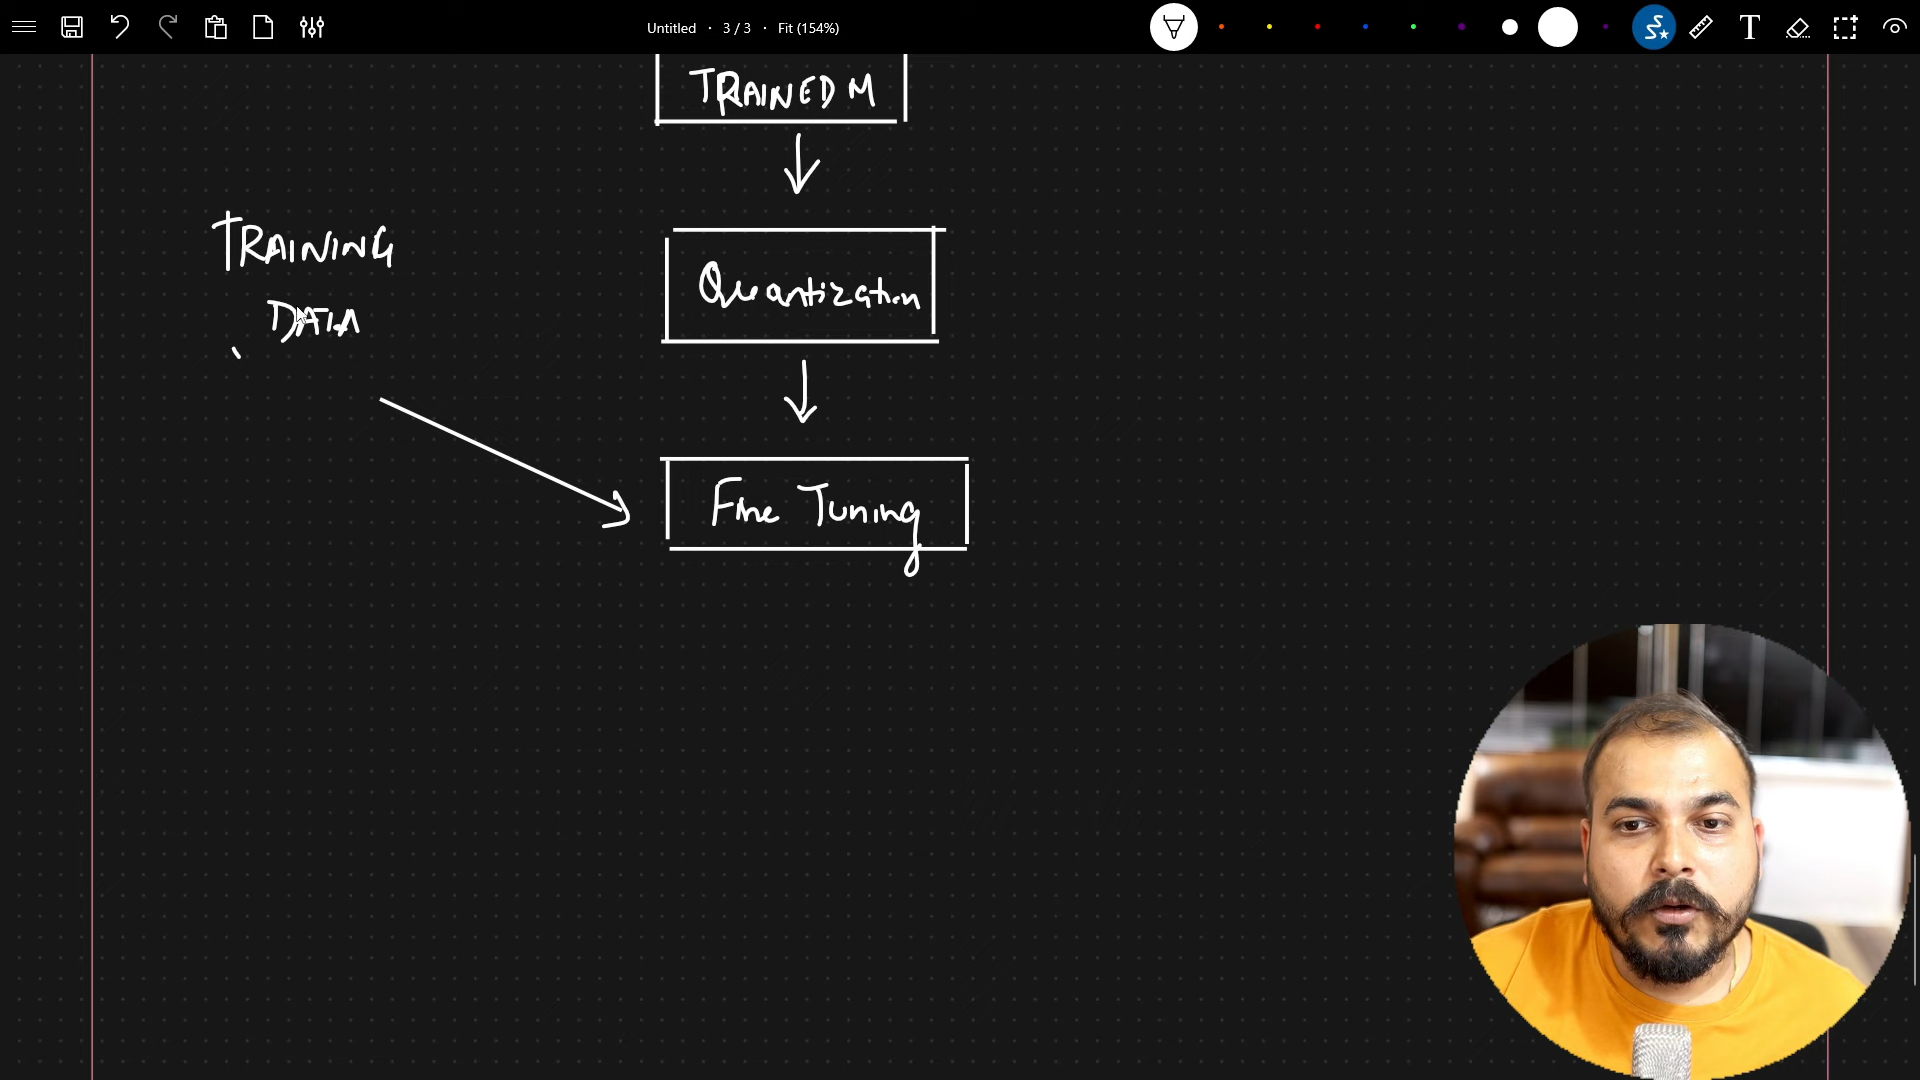 Untitled · 3 / 3 · Fit (154%)
TRAINED M
TRAINING
DATA
Quantization
Fine Tuning